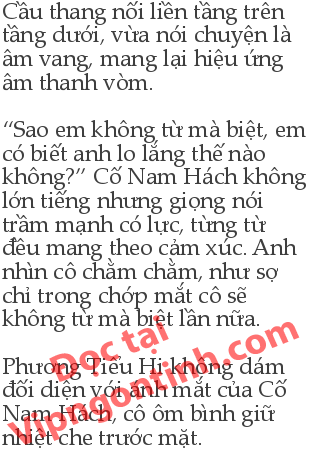 Cầu thang nối liền tầng trên
tầng dưới, vừa nói chuyện là
âm vang, mang lại hiệu ứng
âm thanh vòm.
“Sao em không từ mà biệt, em
có biết anh lo lắng thế nào
không?” Cố Nam Hách không
lớn tiếng nhưng giọng nói
trầm mạnh có lực, từng từ
đều mang theo cảm xúc. Anh
nhìn cô chằm chằm, như sợ
chỉ trong chớp mắt cô sẽ
không từ mà biệt lần nữa.
Phương Tiểu Hị không dám
đối diện với ánh mắt của Cố
Nam Hách, cô ôm bình giữ
nhiệt che trước mặt.
Đọc tại
Vipngontinh.com